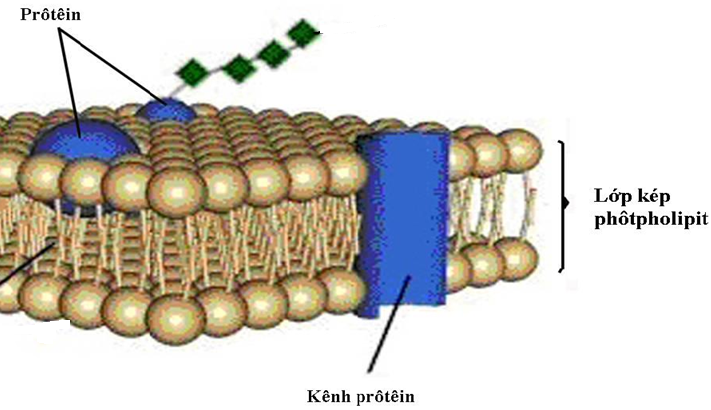 Prôtêin
Lớp kép
phôtpholipit
Kênh prôtêin